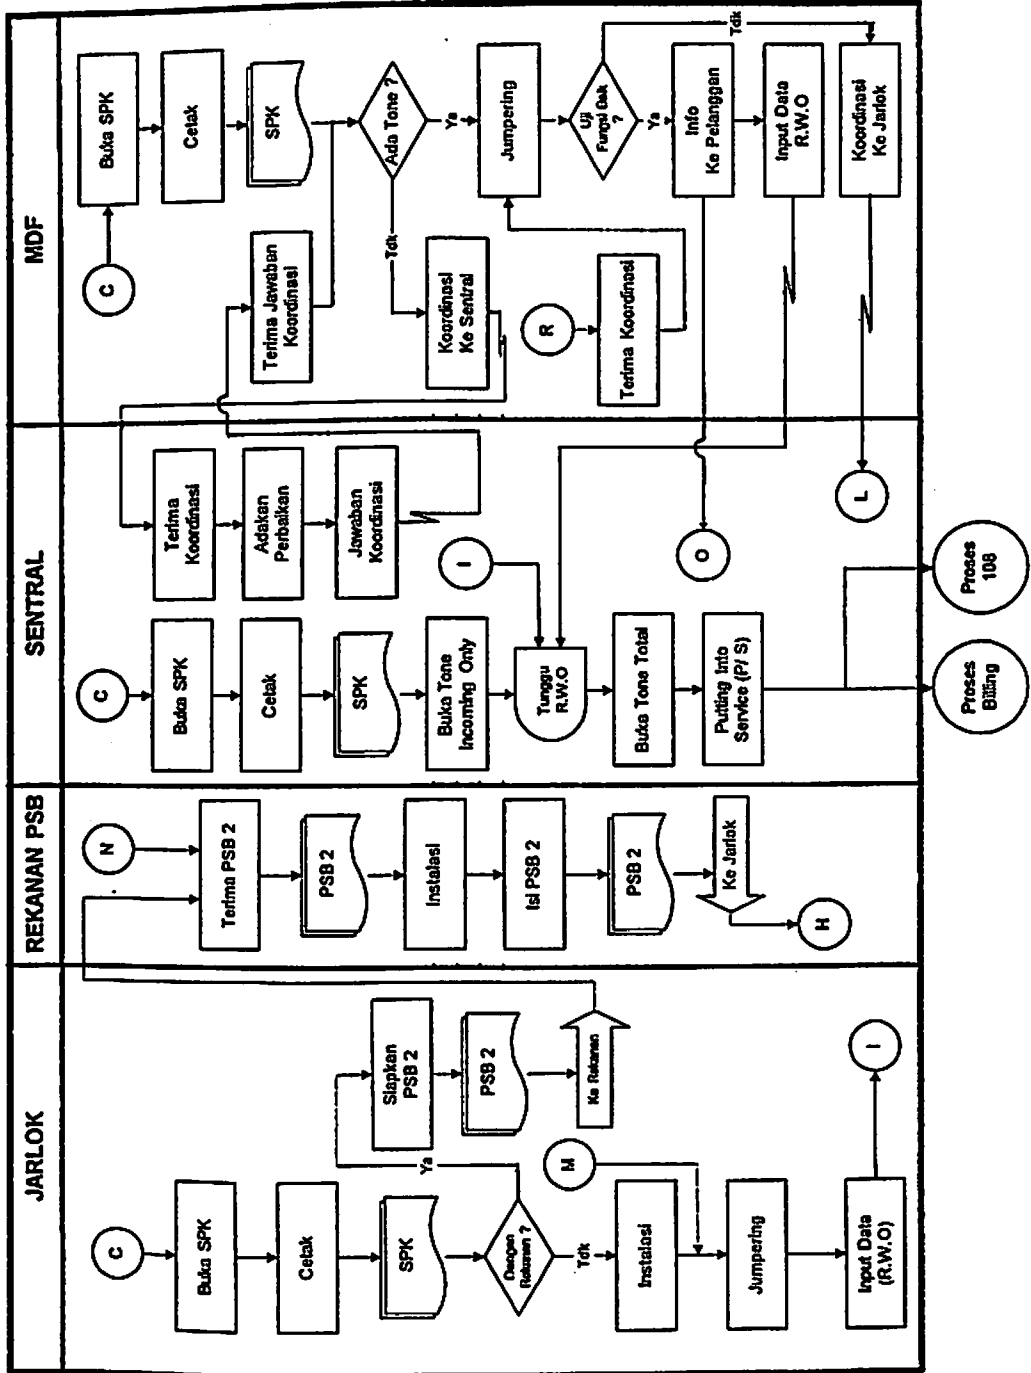 JARLOK
REKANAN PSB
SENTRAL
MDF
C
Buka SPK
Cetak
SPK
Dengan
Rekanan ?
Ya
Tdk
Siapkan
PSB 2
PSB 2
Ke Rekanan
M
Instalasi
Jumpering
Input Data
(R.W.O)
I
N
Terima PSB 2
PSB 2
Instalasi
Isi PSB 2
PSB 2
Ke Jarlok
H
C
Buka SPK
Cetak
SPK
Buka Tone
Incoming Only
Tunggu
R.W.O
Buka Tone Total
Putting Into
Service (P/ S)
Proses
Billing
Proses
108
Terima
Koordinasi
Adakan
Perbaikan
Jawaban
Koordinasi
I
O
L
C
Buka SPK
Cetak
SPK
Terima Jawaban
Koordinasi
Ada Tone ?
Ya
Tdk
Koordinasi
Ke Sentral
R
Terima Koordinasi
Jumpering
Uji
Fungsi
?
Ya
Tdk
Info
Ke Pelanggan
Input Data
R.W.O
Koordinasi
Ke Jarlok